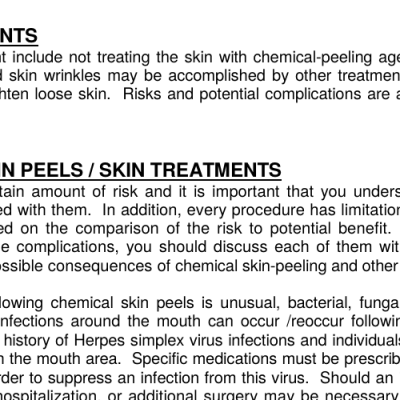 NTS
t include not treating the skin with chemical-peeling age
d skin wrinkles may be accomplished by other treatmen
hten loose skin. Risks and potential complications are a
IN PEELS / SKIN TREATMENTS
tain amount of risk and it is important that you unders
ed with them. In addition, every procedure has limitation
ed on the comparison of the risk to potential benefit.
e complications, you should discuss each of them wit
ossible consequences of chemical skin-peeling and other
lowing chemical skin peels is unusual, bacterial, funga
nfections around the mouth can occur /reoccur followin
history of Herpes simplex virus infections and individuals
n the mouth area. Specific medications must be prescrib
rder to suppress an infection from this virus. Should an
hospitalization, or additional surgery may be necessary